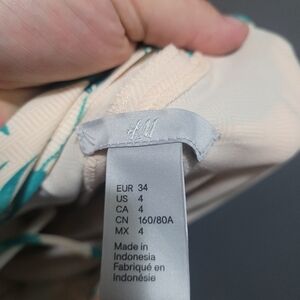 H&M
EUR 34
US 4
CA 4
CN 160/80A
MX 4
Made in
Indonesia
Fabriqué en
Indonésie